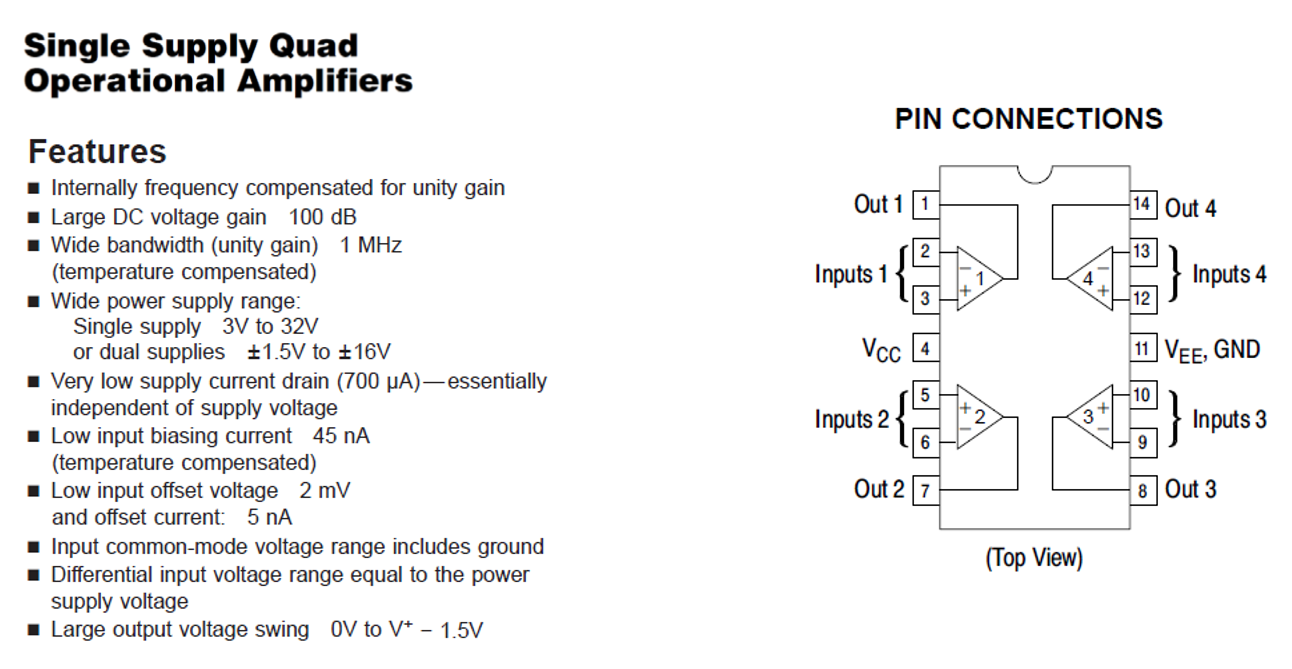 Single Supply Quad
Operational Amplifiers
Features
■ Internally frequency compensated for unity gain
■ Large DC voltage gain 100 dB
■ Wide bandwidth (unity gain) 1 MHz
(temperature compensated)
■ Wide power supply range:
Single supply 3V to 32V
or dual supplies ±1.5V to ±16V
■ Very low supply current drain (700 µA)—essentially
independent of supply voltage
■ Low input biasing current 45 nA
(temperature compensated)
■ Low input offset voltage 2 mV
and offset current: 5 nA
■ Input common-mode voltage range includes ground
■ Differential input voltage range equal to the power
supply voltage
■ Large output voltage swing 0V to V⁺ − 1.5V
PIN CONNECTIONS
Out 1 1 14 Out 4
2 13
Inputs 1 − 1 4 − Inputs 4
3 + + 12
VCC 4 11 VEE, GND
5 + + 10
Inputs 2 − 2 3 − Inputs 3
6 9
Out 2 7 8 Out 3
(Top View)